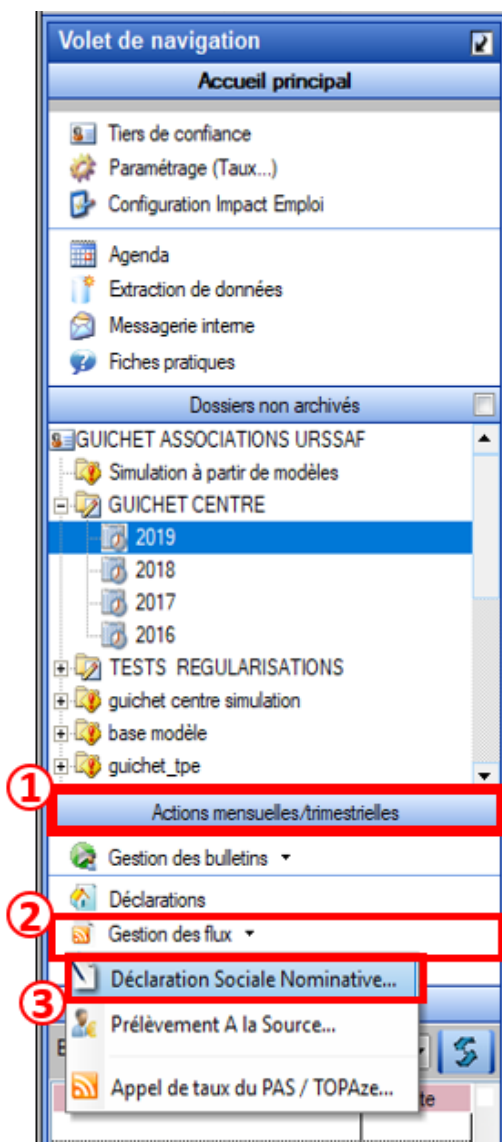 Volet de navigation
Accueil principal
Tiers de confiance
Paramétrage (Taux...)
Configuration Impact Emploi
Agenda
Extraction de données
Messagerie interne
Fiches pratiques
Dossiers non archivés
GUICHET ASSOCIATIONS URSSAF
Simulation à partir de modèles
GUICHET CENTRE
2019
2018
2017
2016
TESTS REGULARISATIONS
guichet centre simulation
base modèle
guichet_tpe
1
Actions mensuelles/trimestrielles
Gestion des bulletins
Déclarations
2
Gestion des flux
Déclaration Sociale Nominative...
3
Prélèvement A la Source...
Appel de taux du PAS / TOPAze...